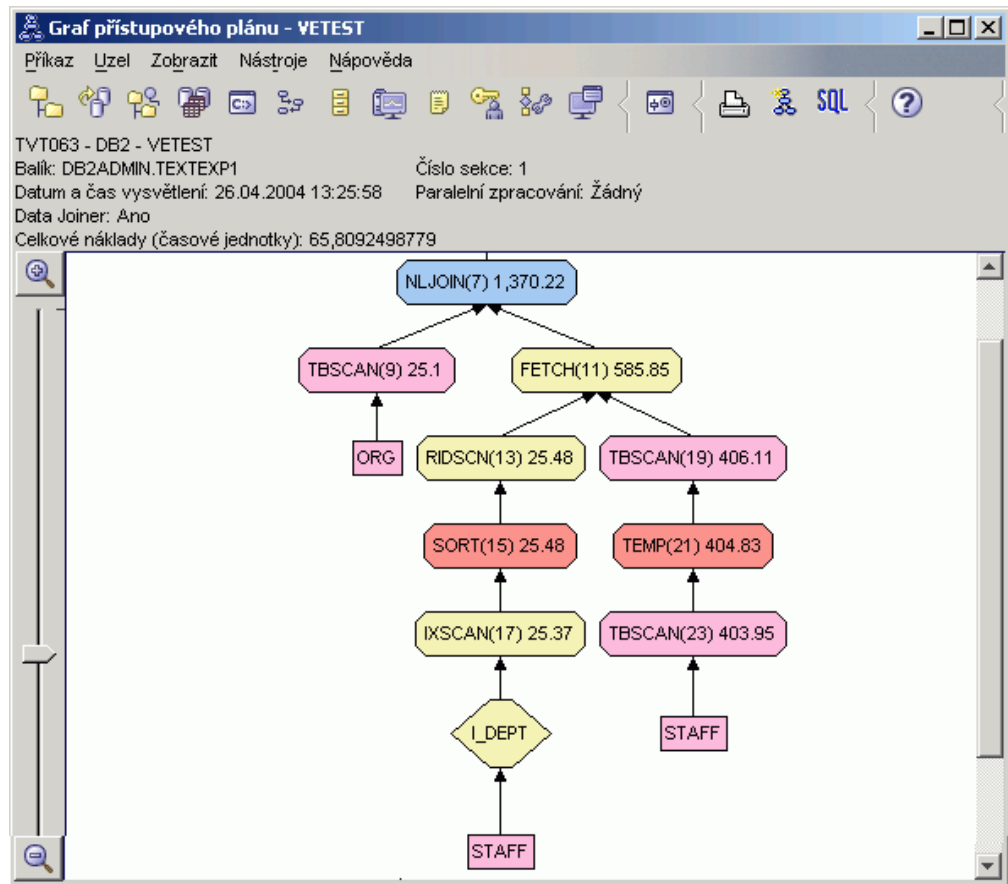 Graf přístupového plánu - VETEST
Příkaz Uzel Zobrazit Nástroje Nápověda
C:> SQL ?
TVT063 - DB2 - VETEST
Balík: DB2ADMIN.TEXTEXP1 Číslo sekce: 1
Datum a čas vysvětlení: 26.04.2004 13:25:58 Paralelní zpracování: Žádný
Data Joiner: Ano
Celkové náklady (časové jednotky): 65,8092498779
NLJOIN(7) 1,370.22
TBSCAN(9) 25.1 FETCH(11) 585.85
ORG RIDSCN(13) 25.48 TBSCAN(19) 406.11
SORT(15) 25.48 TEMP(21) 404.83
IXSCAN(17) 25.37 TBSCAN(23) 403.95
I_DEPT STAFF
STAFF